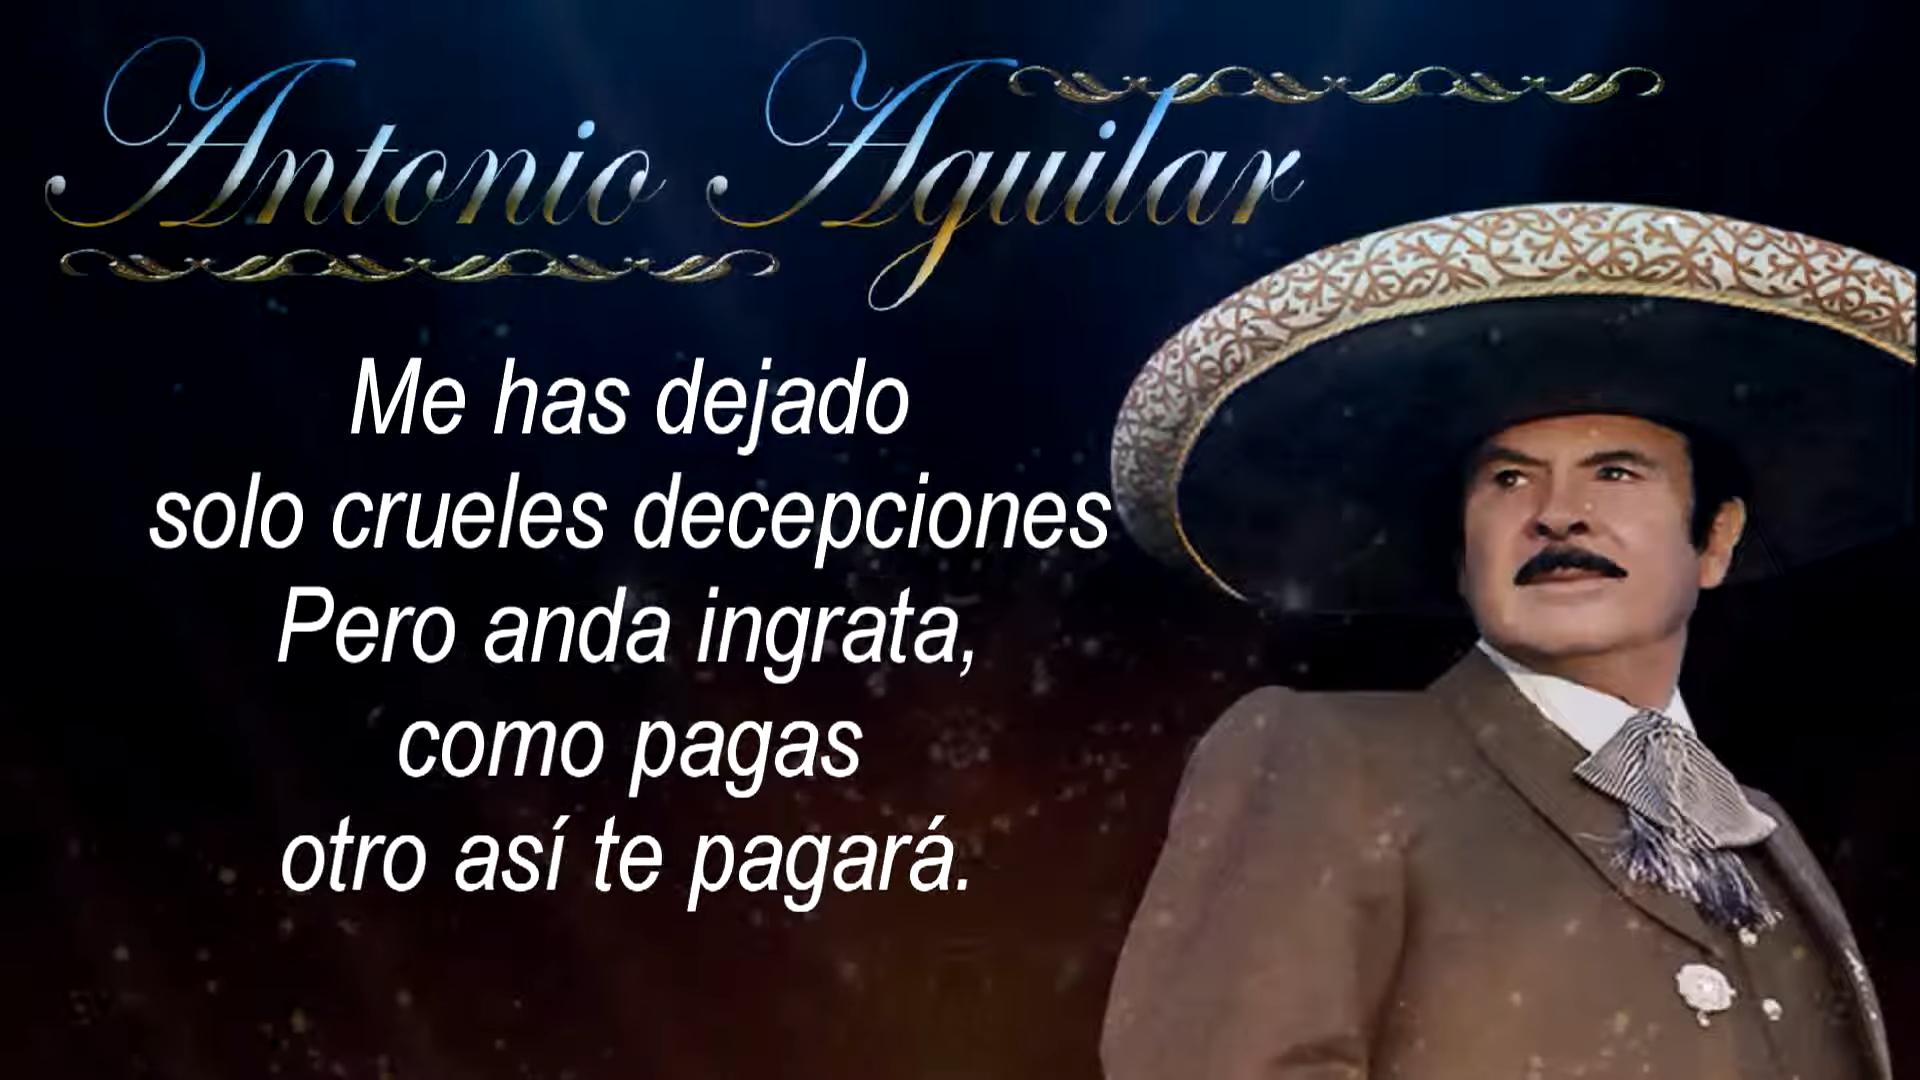 Antonio Aguilar
Me has dejado
solo crueles decepciones
Pero anda ingrata,
como pagas
otro así te pagará.